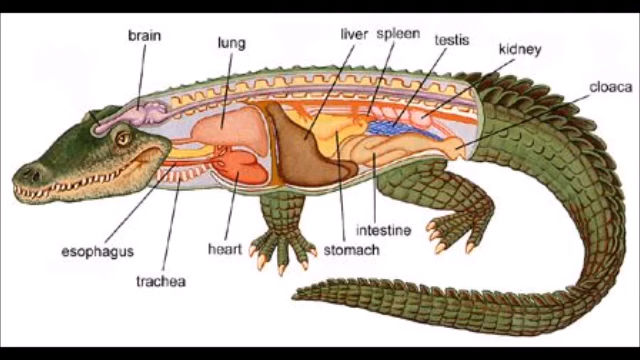 brain
lung
liver
spleen
testis
kidney
cloaca
esophagus
trachea
heart
stomach
intestine